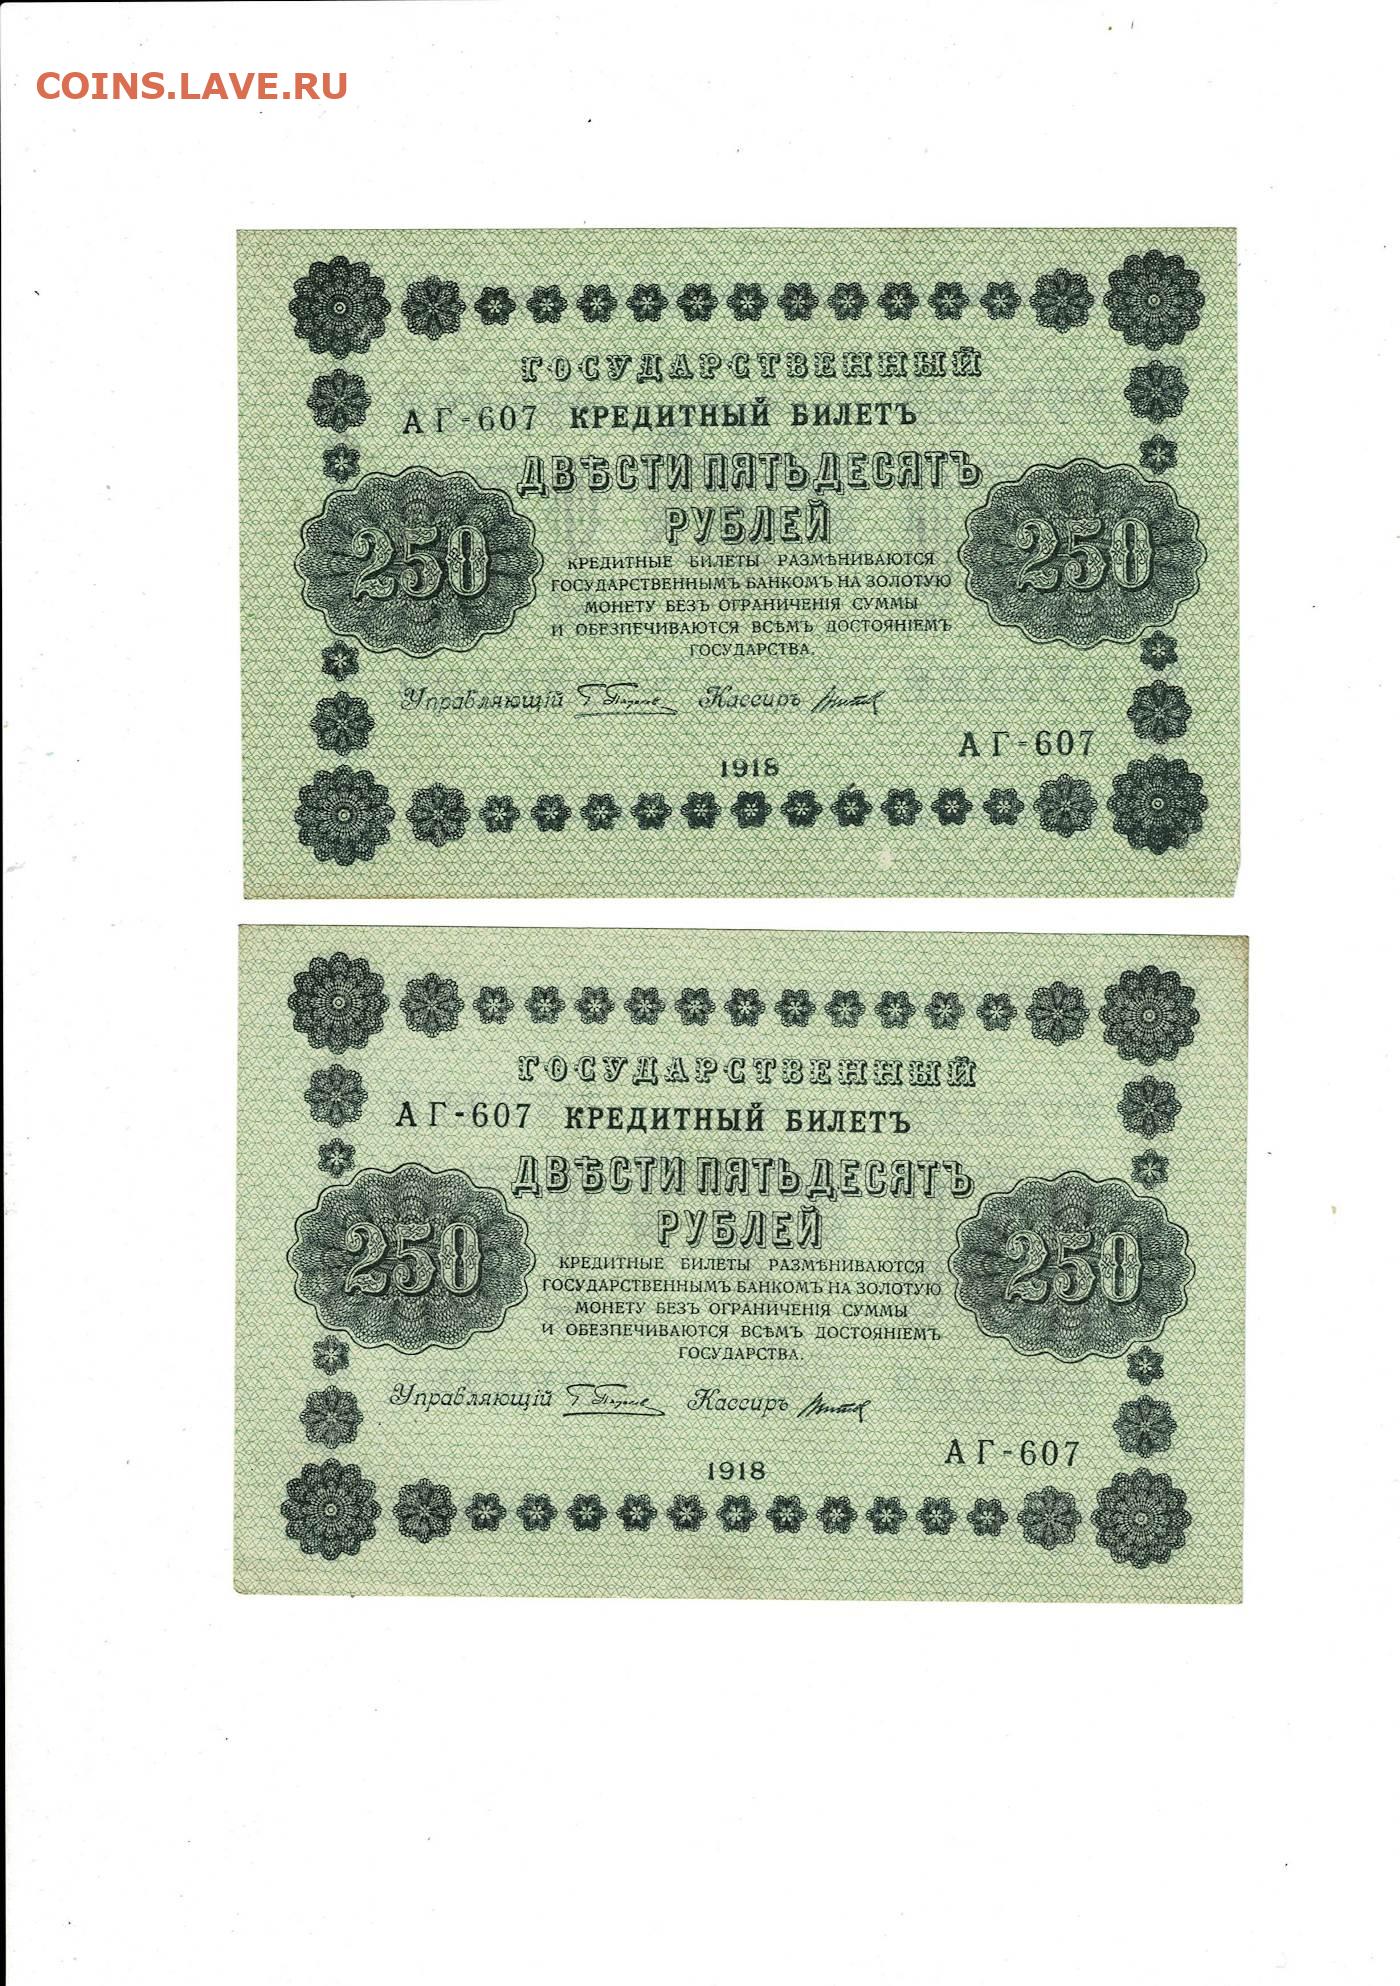 COINS.LAVE.RU
ГОСУДАРСТВЕННЫЙ
АГ-607 КРЕДИТНЫЙ БИЛЕТЪ
ДВѢСТИ ПЯТЬДЕСЯТЪ
РУБЛЕЙ
250 250
КРЕДИТНЫЕ БИЛЕТЫ РАЗМѢНИВАЮТСЯ
ГОСУДАРСТВЕННЫМЪ БАНКОМЪ НА ЗОЛОТУЮ
МОНЕТУ БЕЗЪ ОГРАНИЧЕНІЯ СУММЫ
И ОБЕЗПЕЧИВАЮТСЯ ВСѢМЪ ДОСТОЯНІЕМЪ
ГОСУДАРСТВА.
Управляющій Кассиръ
АГ-607
1918
ГОСУДАРСТВЕННЫЙ
АГ-607 КРЕДИТНЫЙ БИЛЕТЪ
ДВѢСТИ ПЯТЬДЕСЯТЪ
РУБЛЕЙ
250 250
КРЕДИТНЫЕ БИЛЕТЫ РАЗМѢНИВАЮТСЯ
ГОСУДАРСТВЕННЫМЪ БАНКОМЪ НА ЗОЛОТУЮ
МОНЕТУ БЕЗЪ ОГРАНИЧЕНІЯ СУММЫ
И ОБЕЗПЕЧИВАЮТСЯ ВСѢМЪ ДОСТОЯНІЕМЪ
ГОСУДАРСТВА.
Управляющій Кассиръ
АГ-607
1918